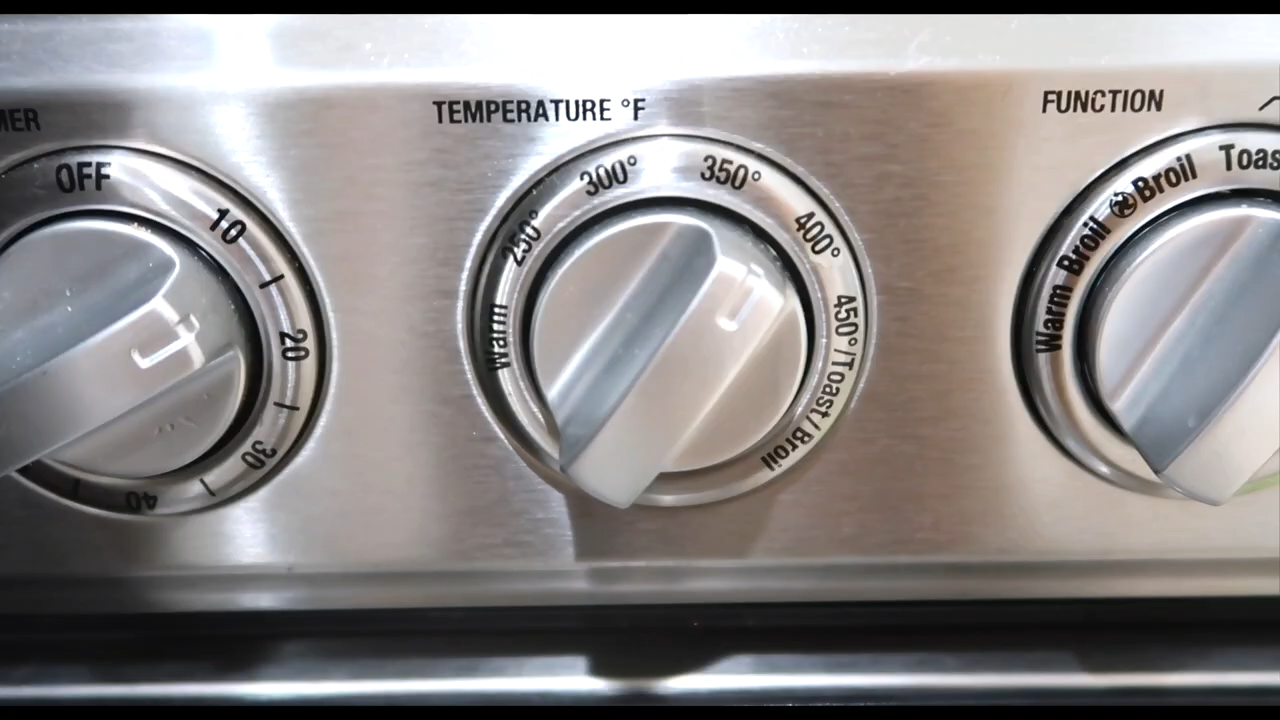 MER
OFF
10
20
30
40
TEMPERATURE °F
Warm
250°
300°
350°
400°
450°/Toast/Broil
FUNCTION
Warm
Broil
Broil
Toas